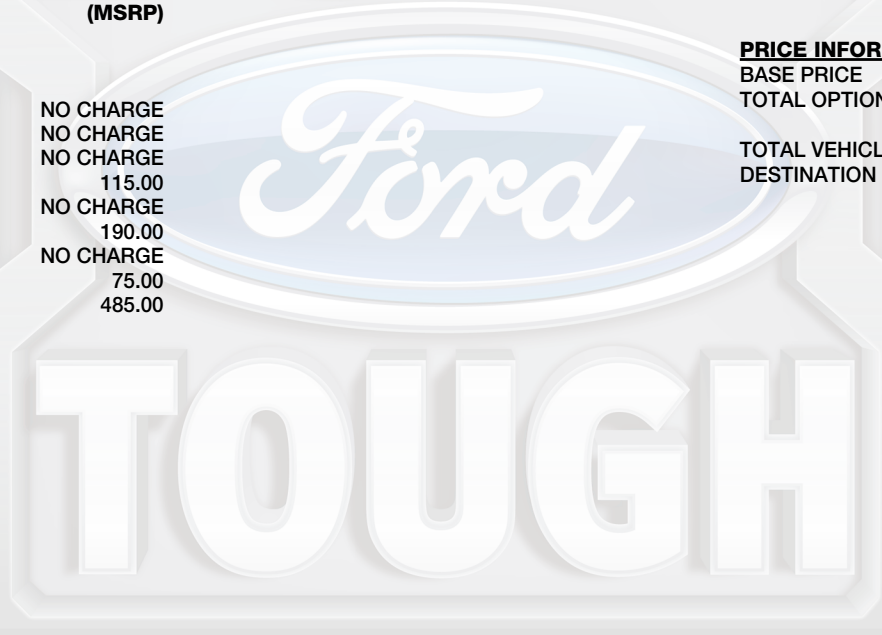 (MSRP)
NO CHARGE
NO CHARGE
NO CHARGE
115.00
NO CHARGE
190.00
NO CHARGE
75.00
485.00
PRICE INFOR
BASE PRICE
TOTAL OPTION
TOTAL VEHICL
DESTINATION
Ford
TOUGH